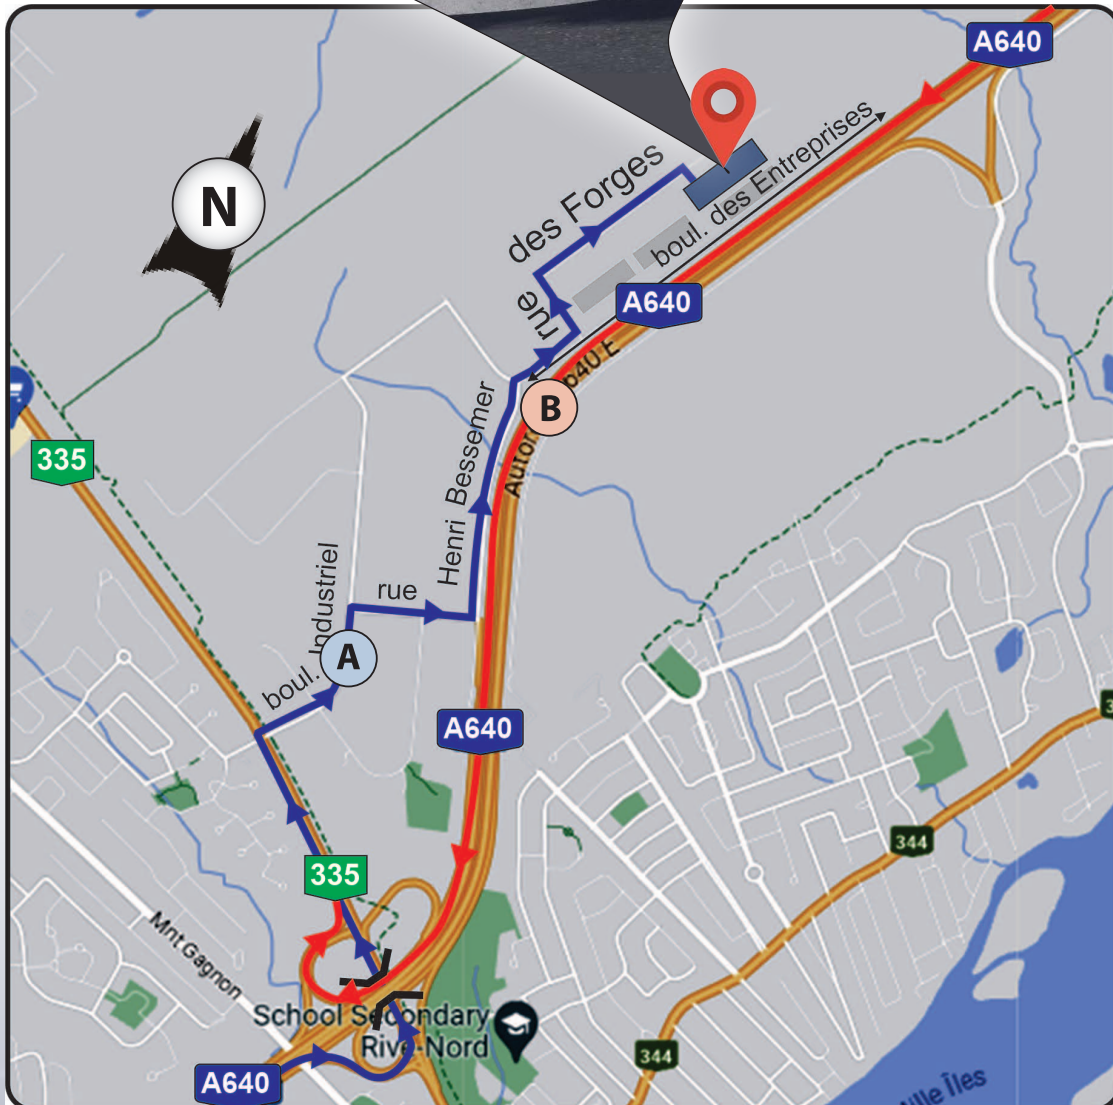 A640
N
des Forges
rue
boul. des Entreprises
A640
B
335
Henri Bessemer
boul. Industriel
rue
A
A640
335
344
Mnt Gagnon
School Secondary
Rive-Nord
344
A640
Îles